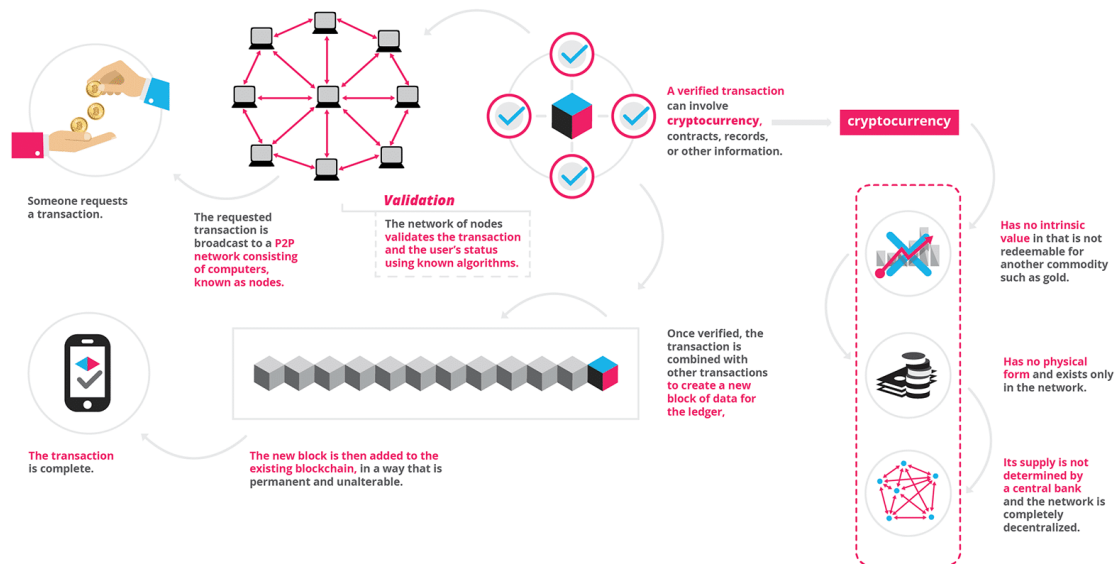 Someone requests
a transaction.
The requested
transaction is
broadcast to a P2P
network consisting
of computers,
known as nodes.
Validation
The network of nodes
validates the transaction
and the user's status
using known algorithms.
A verified transaction
can involve
cryptocurrency,
contracts, records,
or other information.
cryptocurrency
Has no intrinsic
value in that is not
redeemable for
another commodity
such as gold.
Has no physical
form and exists only
in the network.
Its supply is not
determined by
a central bank
and the network is
completely
decentralized.
Once verified, the
transaction is
combined with
other transactions
to create a new
block of data for
the ledger,
The new block is then added to the
existing blockchain, in a way that is
permanent and unalterable.
The transaction
is complete.